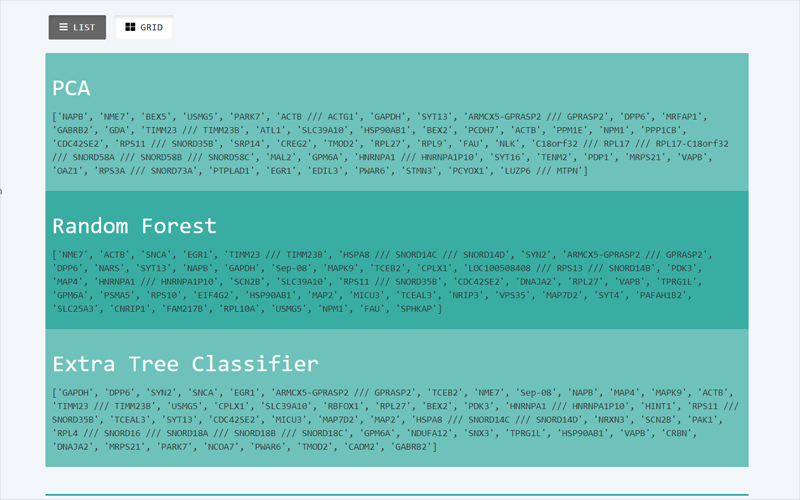 LIST
GRID
PCA
['NAPB', 'NME7', 'BEX5', 'USMG5', 'PARK7', 'ACTB /// ACTG1', 'GAPDH', 'SYT13', 'ARMCX5-GPRASP2 /// GPRASP2', 'DPP6', 'MRFAP1',
'GABRB2', 'GDA', 'TIMM23 /// TIMM23B', 'ATL1', 'SLC39A10', 'HSP90AB1', 'BEX2', 'PCDH7', 'ACTB', 'PPM1E', 'NPM1', 'PPP1CB',
'CDC42SE2', 'RPS11 /// SNORD35B', 'SRP14', 'CREG2', 'TMOD2', 'RPL27', 'RPL9', 'FAU', 'NLK', 'C18orf32 /// RPL17 /// RPL17-C18orf32
/// SNORD58A /// SNORD58B /// SNORD58C', 'MAL2', 'GPM6A', 'HNRNPA1 /// HNRNPA1P10', 'SYT16', 'TENM2', 'PDP1', 'MRPS21', 'VAPB',
'OAZ1', 'RPS3A /// SNORD73A', 'PTPLAD1', 'EGR1', 'EDIL3', 'PWAR6', 'STMN3', 'PCYOX1', 'LUZP6 /// MTPN']
Random Forest
['NME7', 'ACTB', 'SNCA', 'EGR1', 'TIMM23 /// TIMM23B', 'HSPA8 /// SNORD14C /// SNORD14D', 'SYN2', 'ARMCX5-GPRASP2 /// GPRASP2',
'DPP6', 'NARS', 'SYT13', 'NAPB', 'GAPDH', 'Sep-08', 'MAPK9', 'TCEB2', 'CPLX1', 'LOC100508408 /// RPS13 /// SNORD14B', 'PDK3',
'MAP4', 'HNRNPA1 /// HNRNPA1P10', 'SCN2B', 'SLC39A10', 'RPS11 /// SNORD35B', 'CDC42SE2', 'DNAJA2', 'RPL27', 'VAPB', 'TPRG1L',
'GPM6A', 'PSMA5', 'RPS10', 'EIF4G2', 'HSP90AB1', 'MAP2', 'MICU3', 'TCEAL3', 'NRIP3', 'VPS35', 'MAP7D2', 'SYT4', 'PAFAH1B2',
'SLC25A3', 'CNRIP1', 'FAM217B', 'RPL10A', 'USMG5', 'NPM1', 'FAU', 'SPHKAP']
Extra Tree Classifier
['GAPDH', 'DPP6', 'SYN2', 'SNCA', 'EGR1', 'ARMCX5-GPRASP2 /// GPRASP2', 'TCEB2', 'NME7', 'Sep-08', 'NAPB', 'MAP4', 'MAPK9', 'ACTB',
'TIMM23 /// TIMM23B', 'USMG5', 'CPLX1', 'SLC39A10', 'RBFOX1', 'RPL27', 'BEX2', 'PDK3', 'HNRNPA1 /// HNRNPA1P10', 'HINT1', 'RPS11 ///
SNORD35B', 'TCEAL3', 'SYT13', 'CDC42SE2', 'MICU3', 'MAP7D2', 'MAP2', 'HSPA8 /// SNORD14C /// SNORD14D', 'NRXN3', 'SCN2B', 'PAK1',
'RPL4 /// SNORD16 /// SNORD18A /// SNORD18B /// SNORD18C', 'GPM6A', 'NDUFA12', 'SNX3', 'TPRG1L', 'HSP90AB1', 'VAPB', 'CRBN',
'DNAJA2', 'MRPS21', 'PARK7', 'NCOA7', 'PWAR6', 'TMOD2', 'CADM2', 'GABRB2']